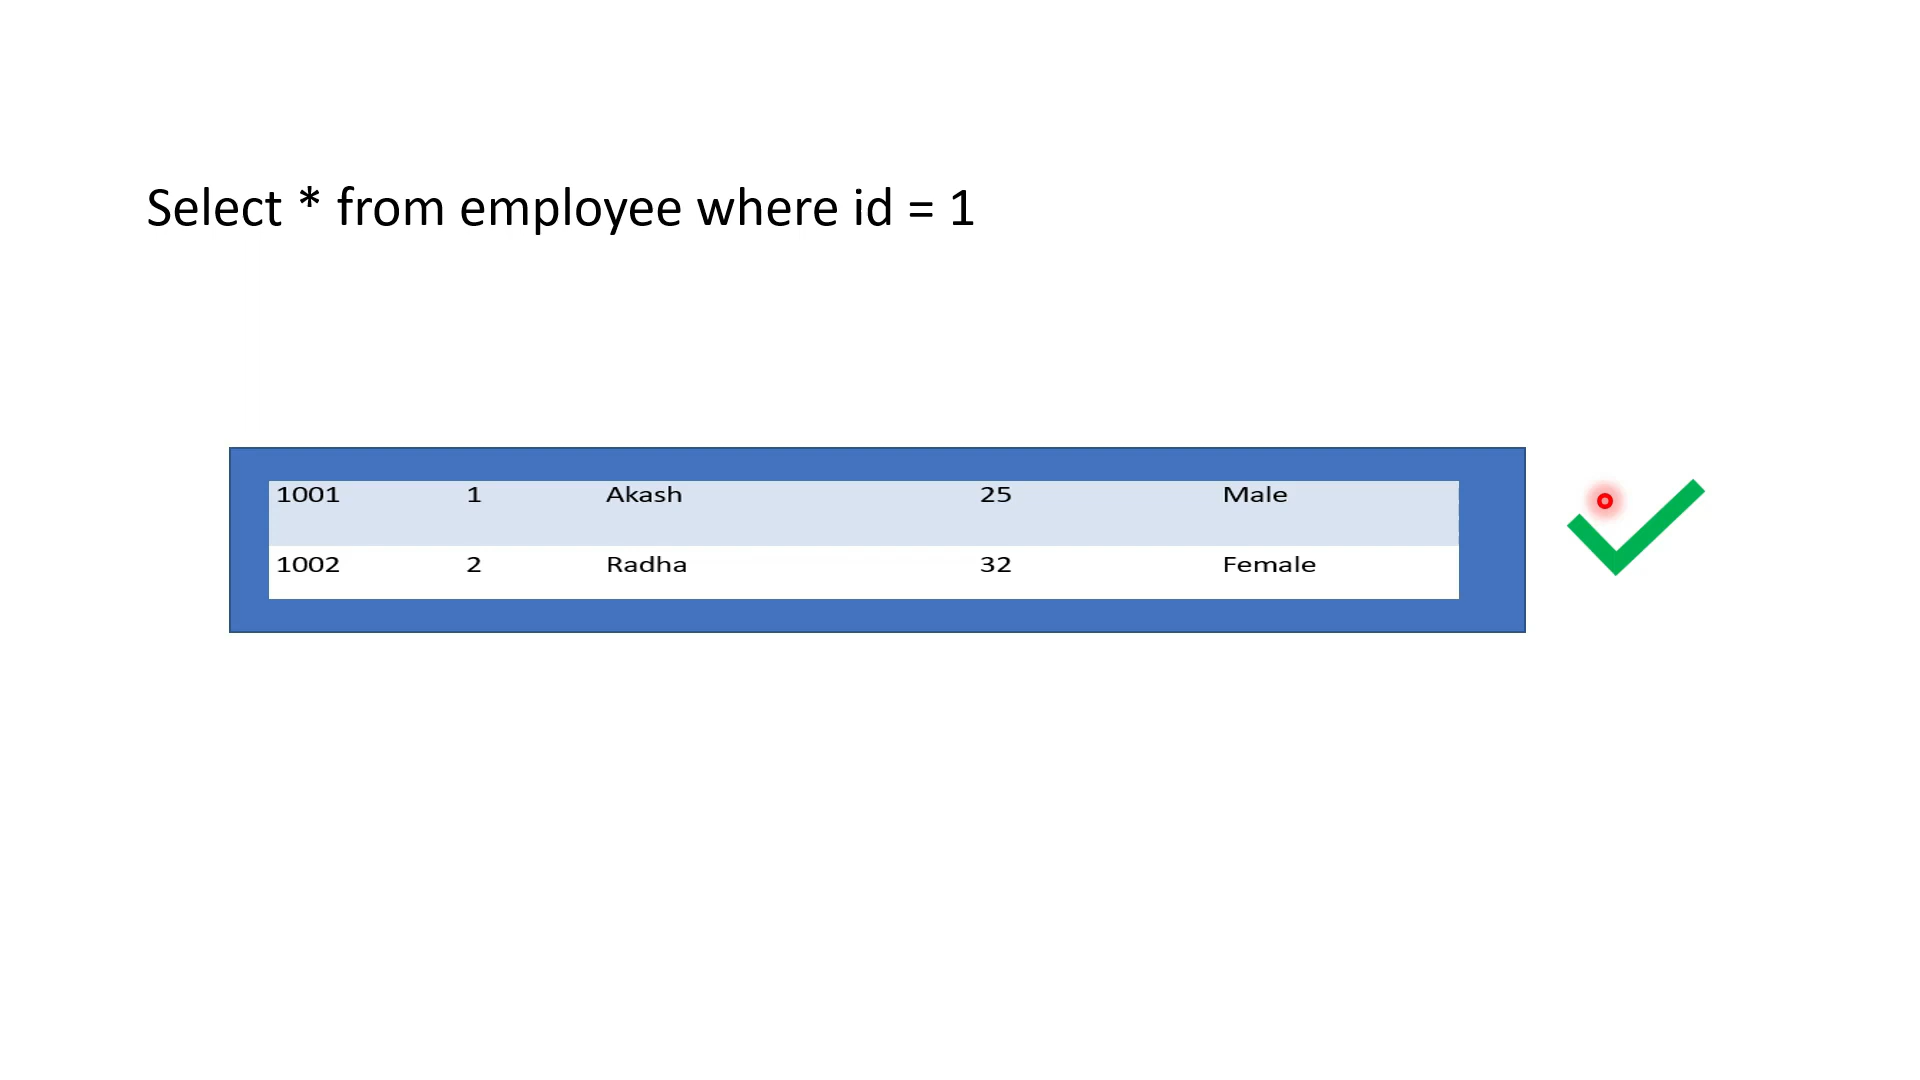 Select * from employee where id = 1
1001 1 Akash 25 Male
1002 2 Radha 32 Female